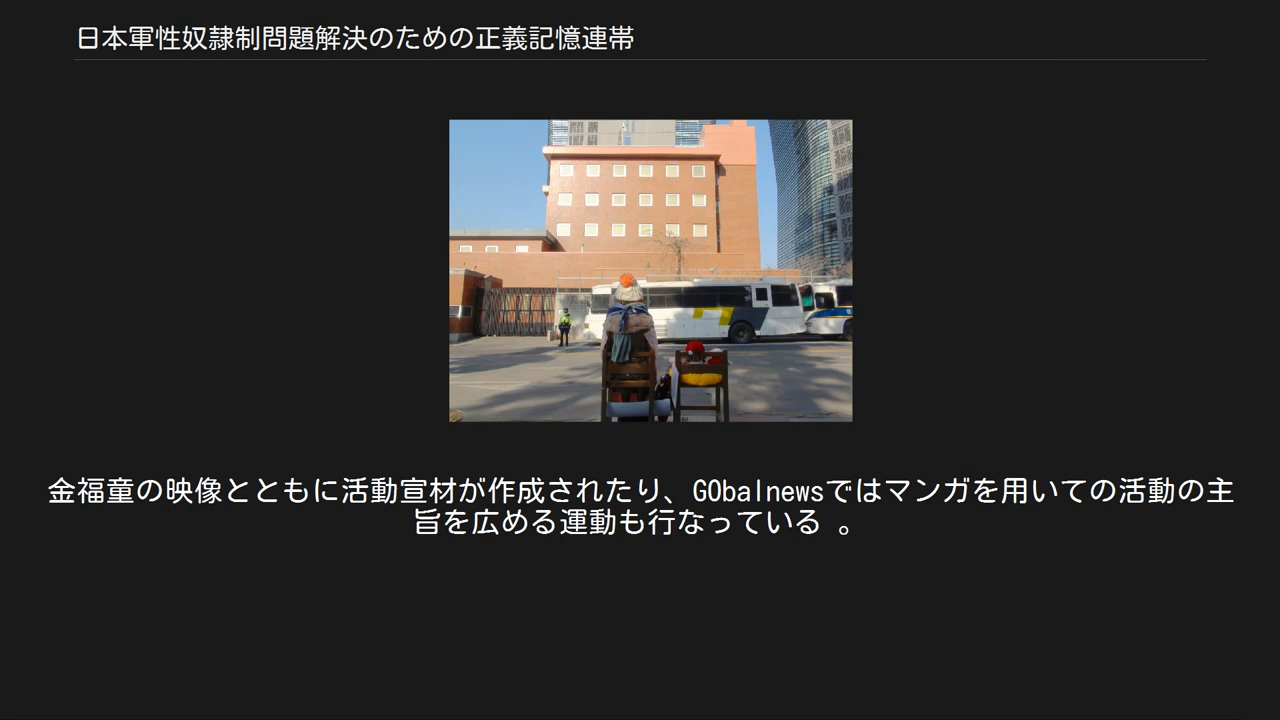 日本軍性奴隷制問題解決のための正義記憶連帯
金福童の映像とともに活動宣材が作成されたり、GObalnewsではマンガを用いての活動の主
旨を広める運動も行なっている 。